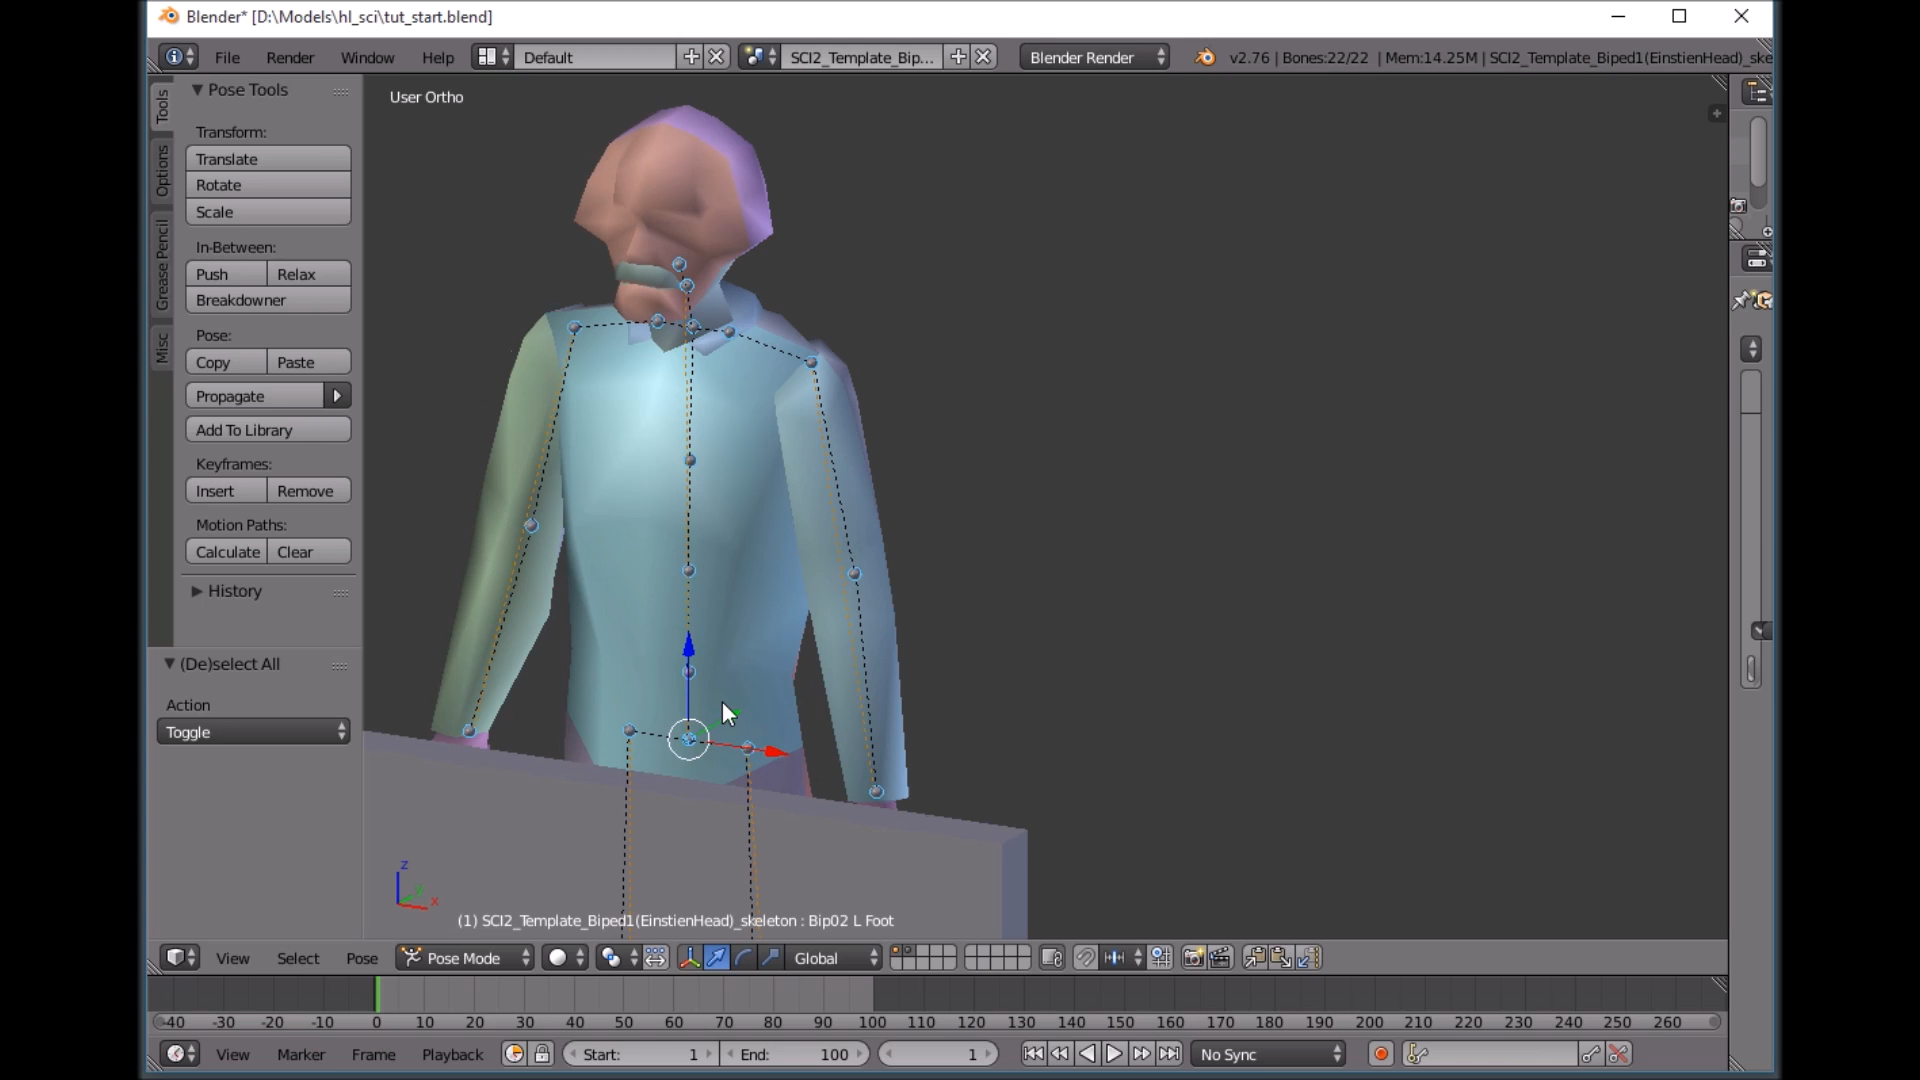 Blender* [D:\Models\hl_sci\tut_start.blend]
File Render Window Help Default SCI2_Template_Bip... Blender Render v2.76 | Bones:22/22 | Mem:14.25M | SCI2_Template_Biped1(EinstienHead)_ske
Tools
Options
Grease Pencil
Misc
Pose Tools
Transform:
Translate
Rotate
Scale
In-Between:
Push Relax
Breakdowner
Pose:
Copy Paste
Propagate
Add To Library
Keyframes:
Insert Remove
Motion Paths:
Calculate Clear
History
(De)select All
Action
Toggle
User Ortho
z
y
x
(1) SCI2_Template_Biped1(EinstienHead)_skeleton : Bip02 L Foot
View Select Pose Pose Mode Global
-40 -30 -20 -10 0 10 20 30 40 50 60 70 80 90 100 110 120 130 140 150 160 170 180 190 200 210 220 230 240 250 260
View Marker Frame Playback Start: 1 End: 100 1 No Sync